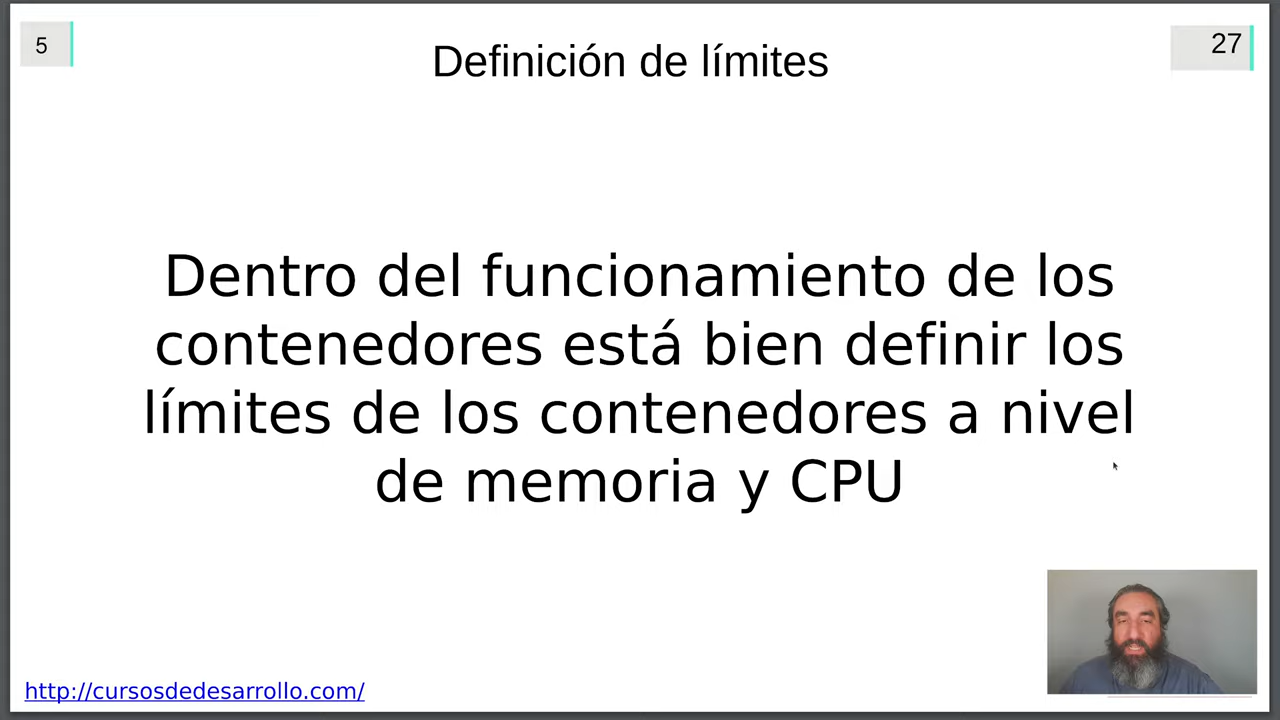 5
Definición de límites
27
Dentro del funcionamiento de los
contenedores está bien definir los
límites de los contenedores a nivel
de memoria y CPU
http://cursosdedesarrollo.com/